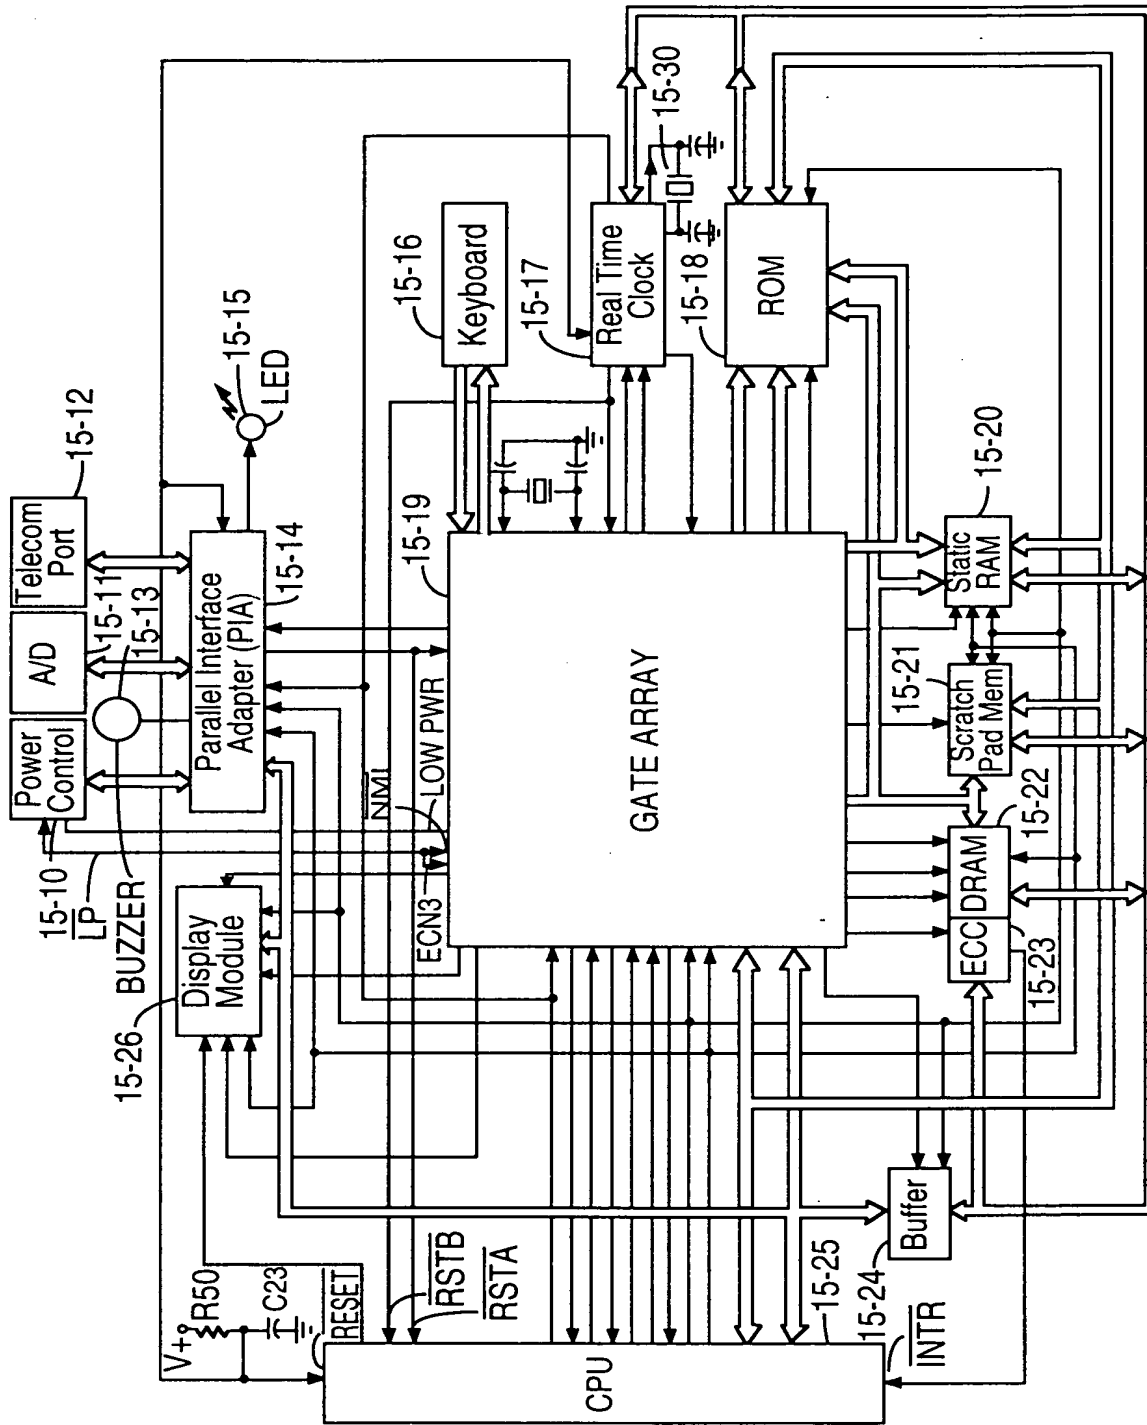 Power
Control
A/D
Telecom
Port
15-12
15-11
15-13
15-10
LP
BUZZER
Parallel Interface
Adapter (PIA)
15-14
15-15
LED
Display
Module
15-26
NMI
LOW PWR
ECN3
15-19
15-16
Keyboard
15-17
Real Time
Clock
15-30
15-18
ROM
GATE ARRAY
V+
R50
C23
RESET
RSTB
RSTA
CPU
15-25
INTR
15-24
Buffer
ECC
15-23
DRAM
15-22
Scratch
Pad Mem
15-21
Static
RAM
15-20